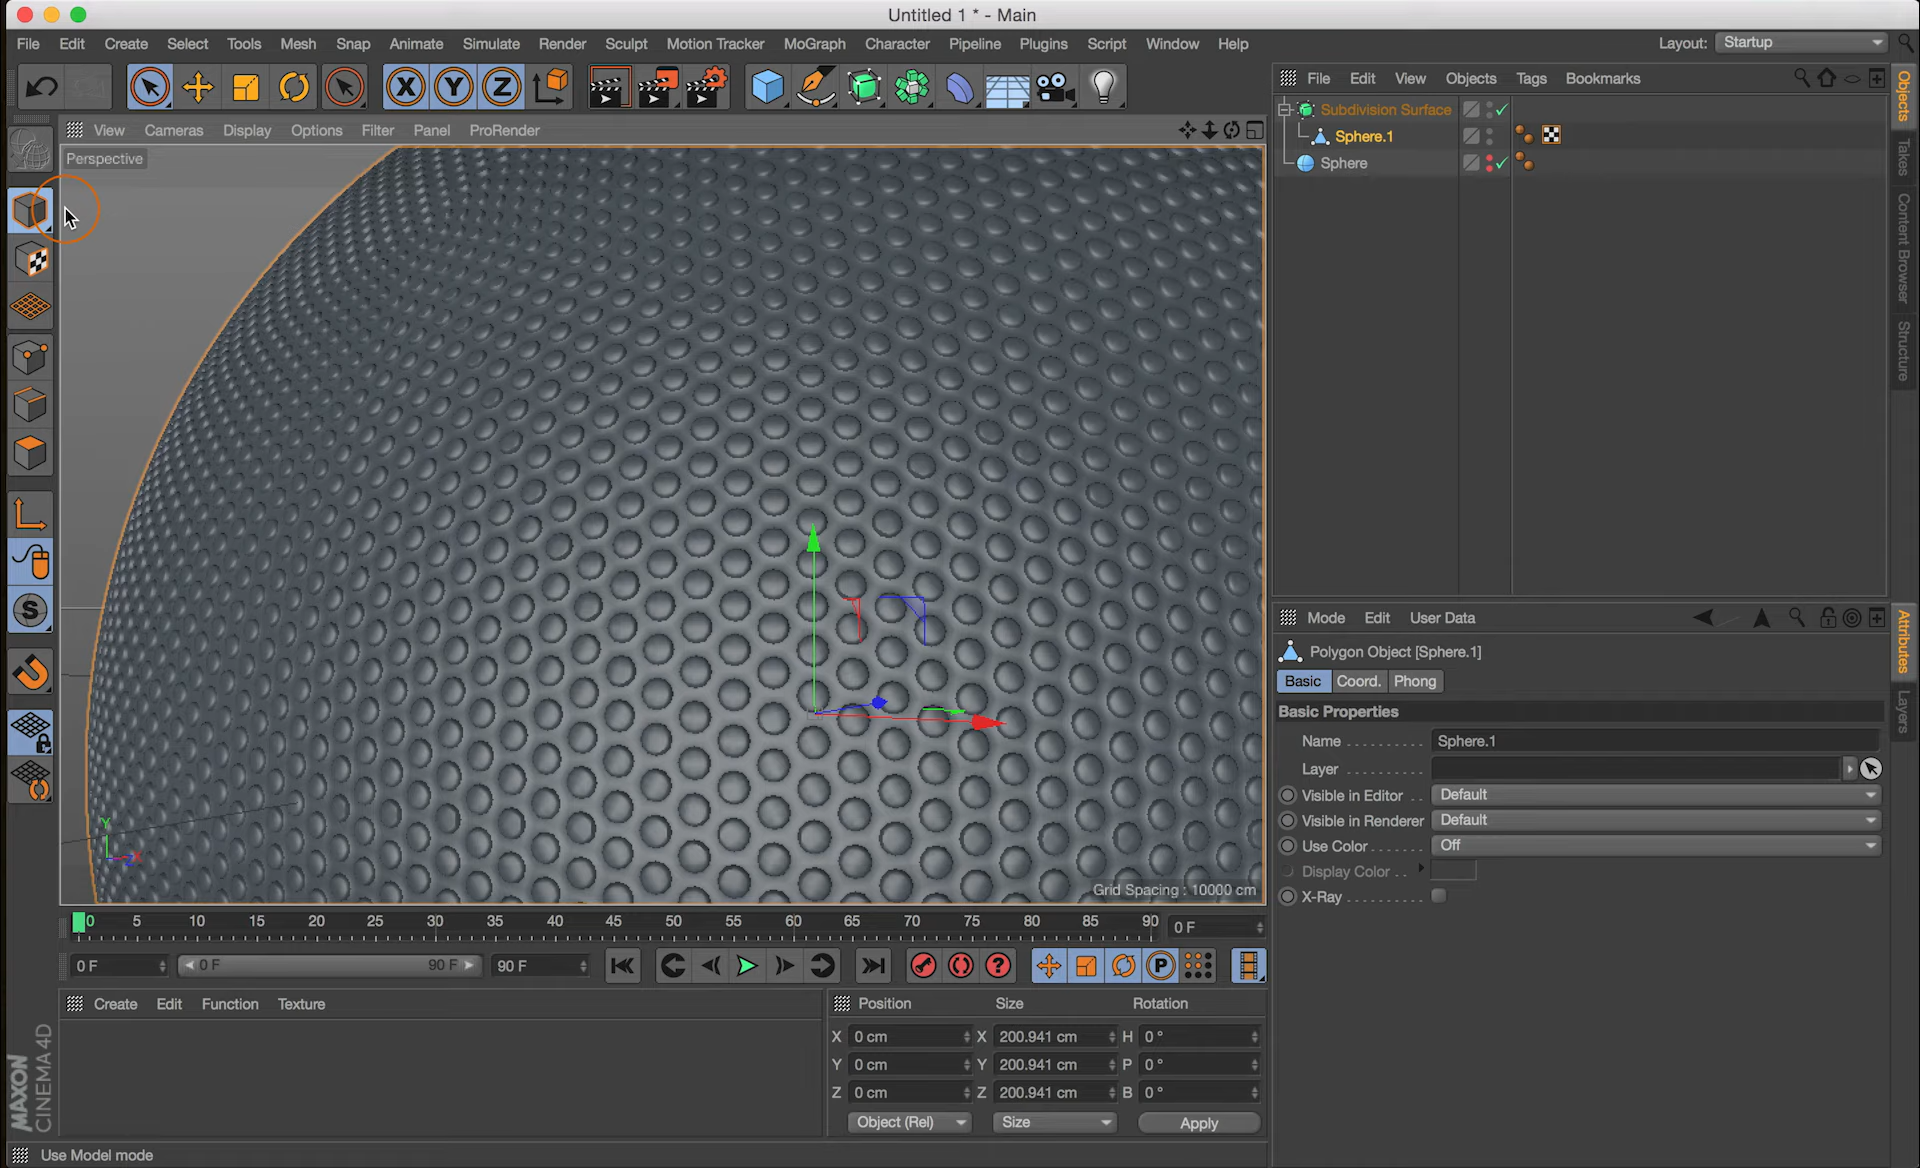 Untitled 1 * - Main
File Edit Create Select Tools Mesh Snap Animate Simulate Render Sculpt Motion Tracker MoGraph Character Pipeline Plugins Script Window Help
Layout: Startup
X Y Z
File Edit View Objects Tags Bookmarks
Subdivision Surface
Sphere.1
Sphere
View Cameras Display Options Filter Panel ProRender
Perspective
S
Y
X
Z
Grid Spacing : 10000 cm
Objects
Takes
Content Browser
Structure
Mode Edit User Data
Polygon Object [Sphere.1]
Basic Coord. Phong
Basic Properties
Name . . . . . . . . . . Sphere.1
Layer . . . . . . . . . .
Visible in Editor . . Default
Visible in Renderer Default
Use Color . . . . . . . Off
Display Color . .
X-Ray . . . . . . . . . .
Attributes
Layers
0 5 10 15 20 25 30 35 40 45 50 55 60 65 70 75 80 85 90 0 F
0 F 0 F 90 F 90 F ? P
Create Edit Function Texture
Position Size Rotation
X 0 cm X 200.941 cm H 0 °
Y 0 cm Y 200.941 cm P 0 °
Z 0 cm Z 200.941 cm B 0 °
Object (Rel) Size Apply
MAXON
CINEMA 4D
Use Model mode